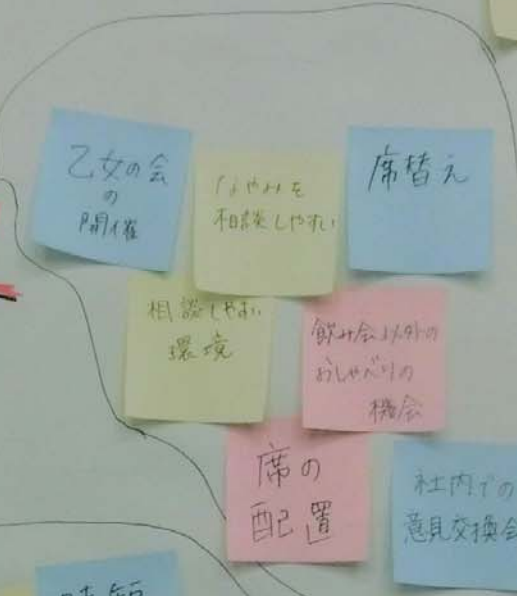 乙女の会
の
開催
なやみを
相談しやすい
席替え
相談しやすい
環境
飲み会以外の
おしゃべりの
機会
席の
配置
社内での
意見交換会